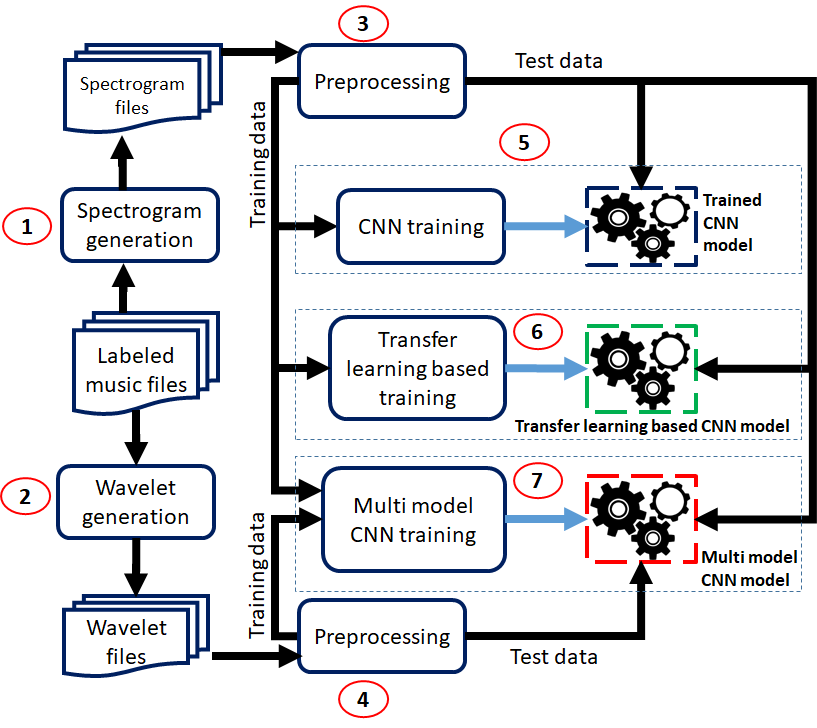 3
Spectrogram
files
Preprocessing
Test data
Training data
5
1
Spectrogram
generation
CNN training
Trained
CNN
model
Labeled
music files
6
Transfer
learning based
training
Transfer learning based CNN model
2
Wavelet
generation
7
Multi model
CNN training
Multi model
CNN model
Training data
Wavelet
files
Preprocessing
Test data
4